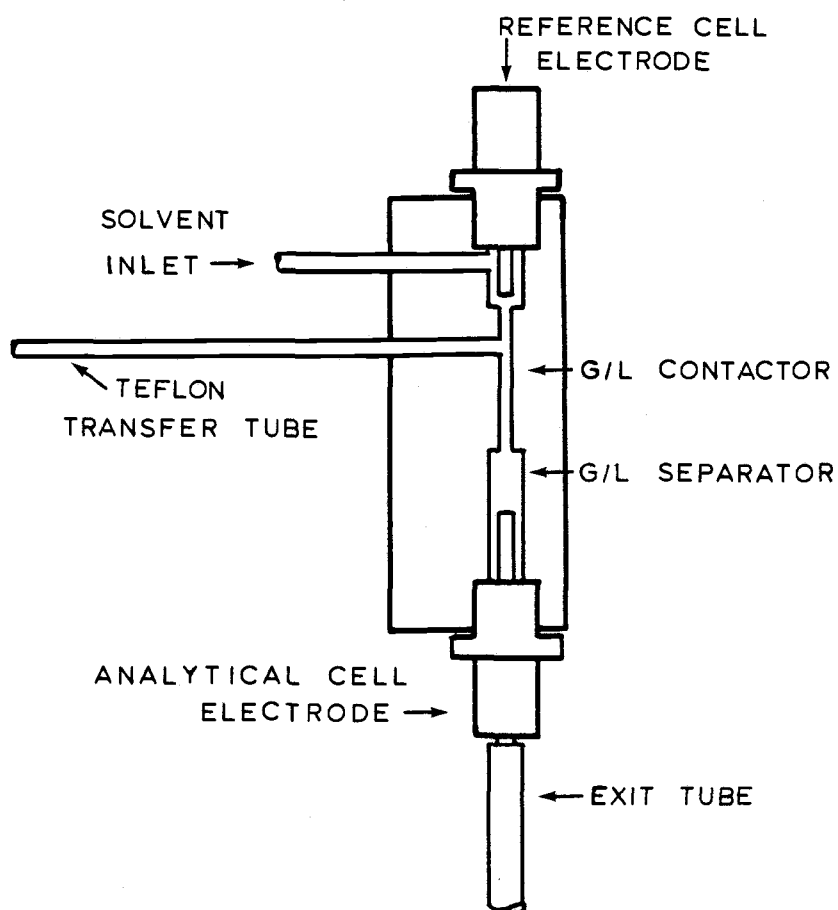 REFERENCE CELL
ELECTRODE
SOLVENT
INLET
TEFLON
TRANSFER TUBE
G/L CONTACTOR
G/L SEPARATOR
ANALYTICAL CELL
ELECTRODE
EXIT TUBE